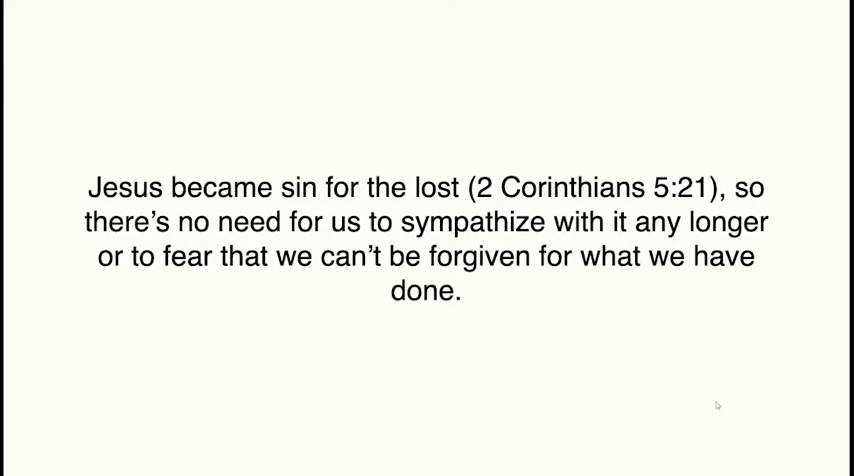 Jesus became sin for the lost (2 Corinthians 5:21), so
there’s no need for us to sympathize with it any longer
or to fear that we can’t be forgiven for what we have
done.